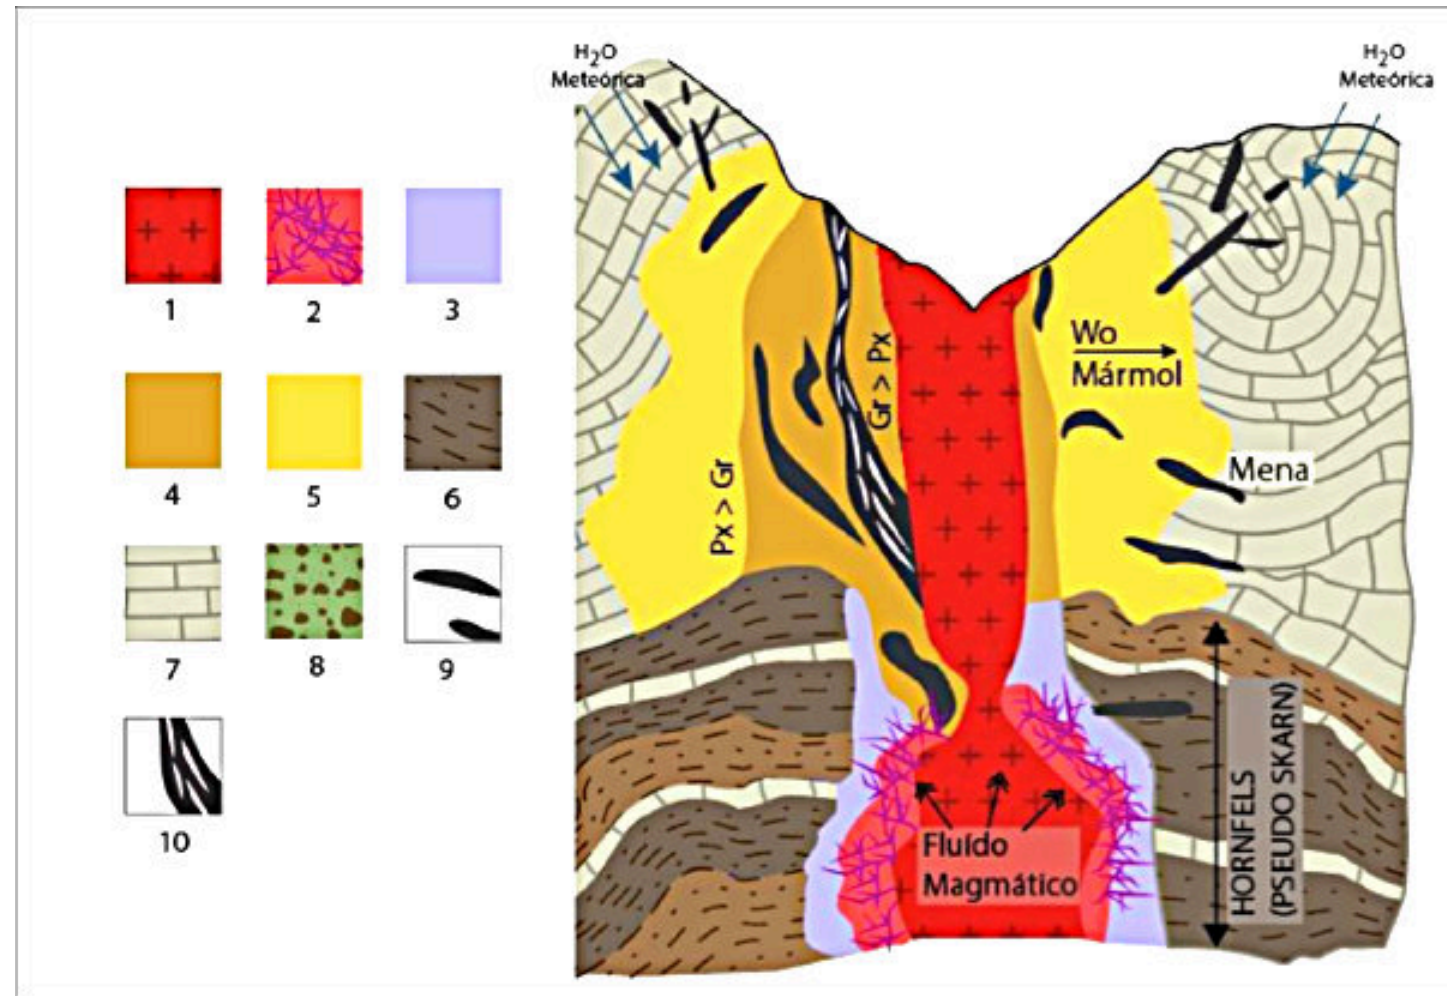 H2O
Meteórica
H2O
Meteórica
1
2
3
4
5
6
7
8
9
10
Px > Gr
Gr > Px
Wo
Mármol
Mena
Fluído
Magmático
HORNFELS
(PSEUDO SKARN)